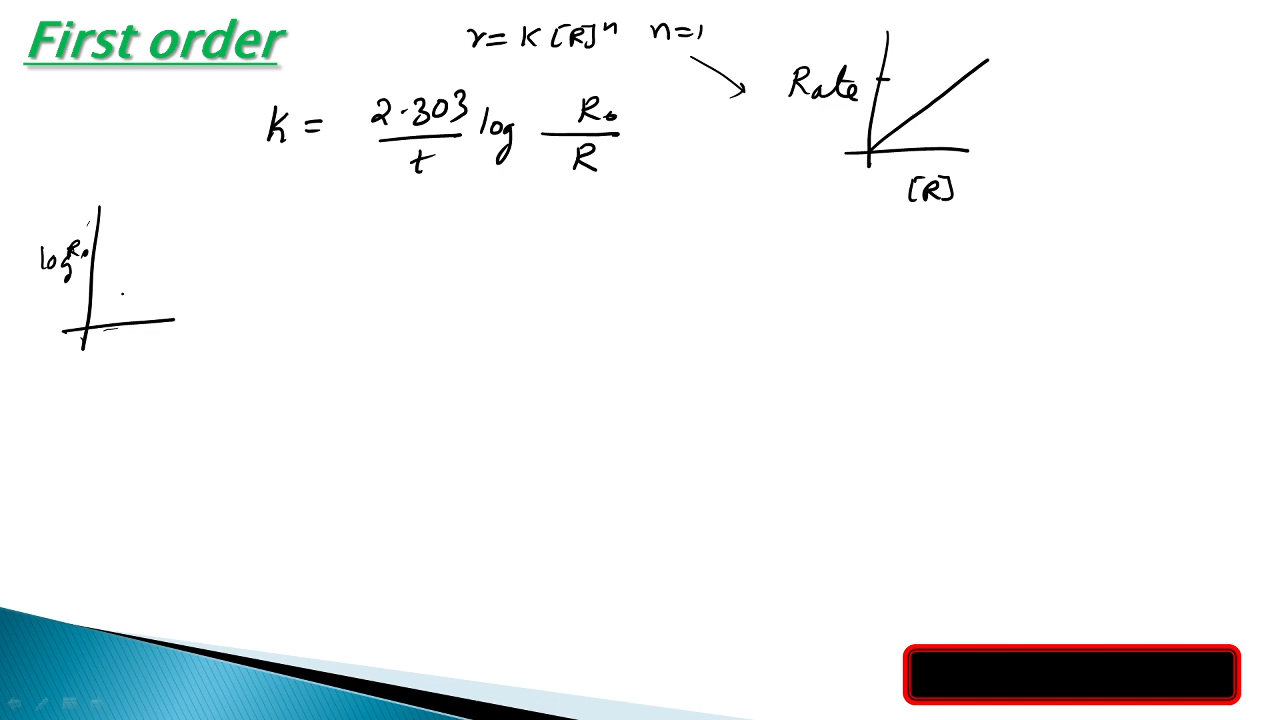 First order
r = K [R]ⁿ n=1
K = 2.303/t log R₀/R
Rate
[R]
log R₀